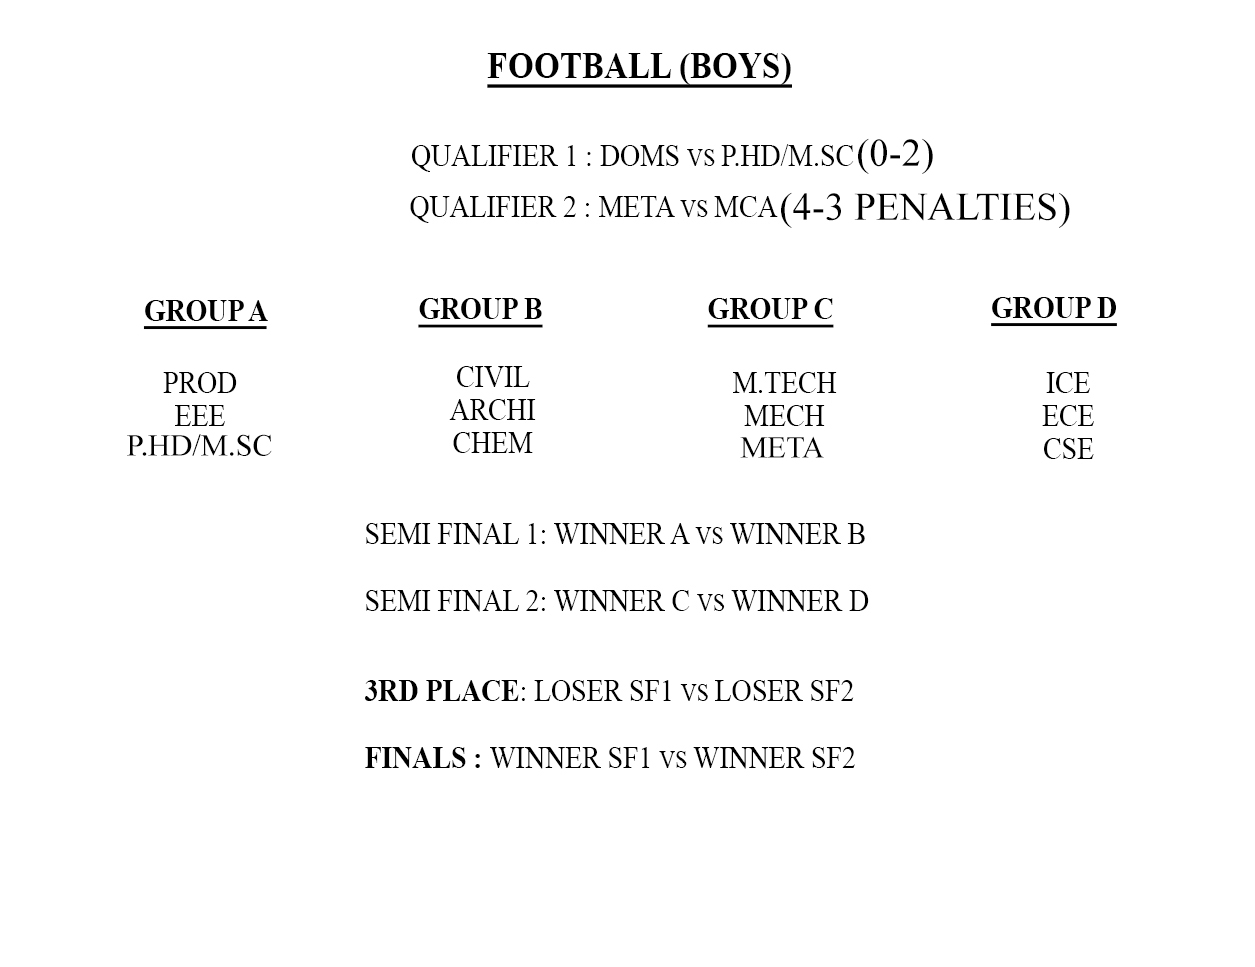 FOOTBALL (BOYS)
QUALIFIER 1 : DOMS VS P.HD/M.SC (0-2)
QUALIFIER 2 : META VS MCA (4-3 PENALTIES)
GROUP A GROUP B GROUP C GROUP D
PROD CIVIL M.TECH ICE
EEE ARCHI MECH ECE
P.HD/M.SC CHEM META CSE
SEMI FINAL 1: WINNER A VS WINNER B
SEMI FINAL 2: WINNER C VS WINNER D
3RD PLACE: LOSER SF1 VS LOSER SF2
FINALS : WINNER SF1 VS WINNER SF2